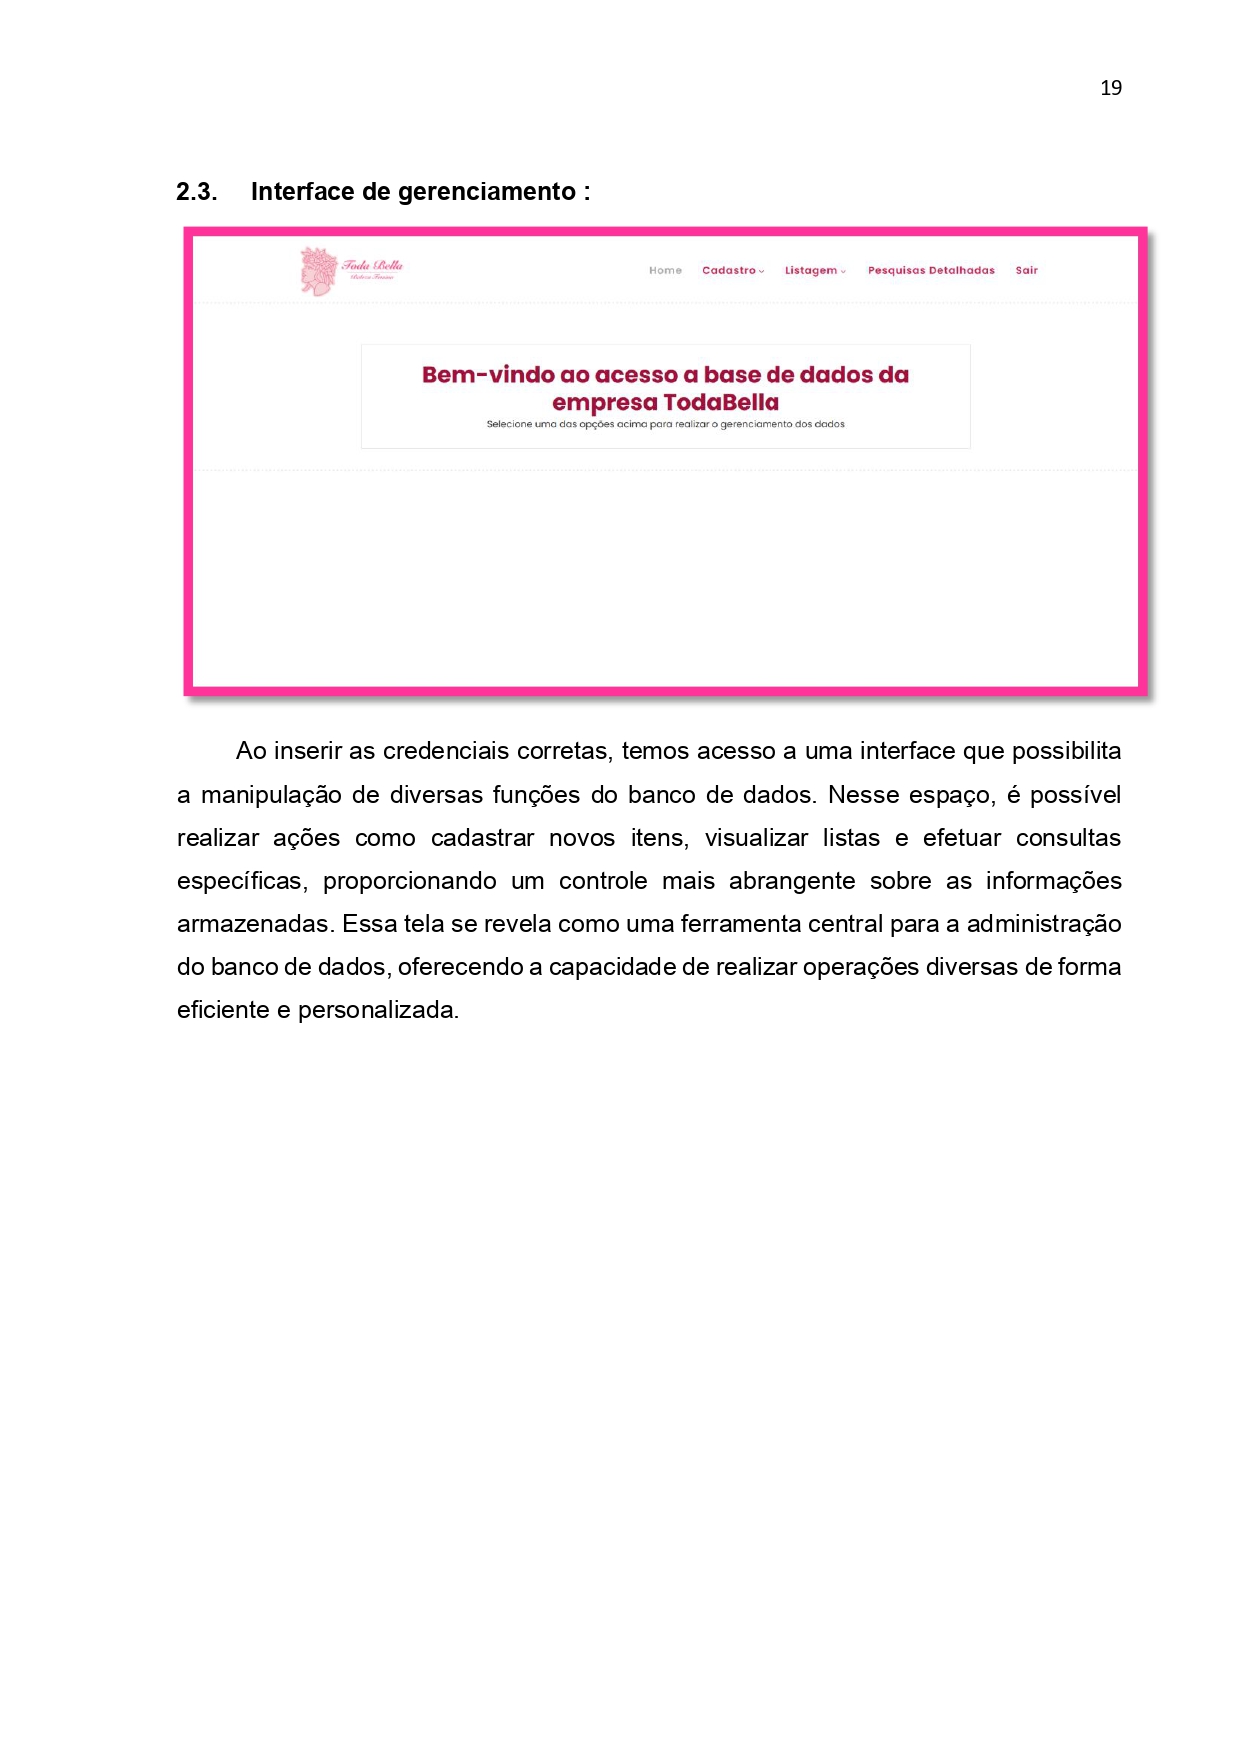 19
2.3. Interface de gerenciamento :
Toda Bella
Home Cadastro Listagem Pesquisas Detalhadas Sair
Bem-vindo ao acesso a base de dados da
empresa TodaBella
Selecione uma das opções acima para realizar o gerenciamento dos dados
Ao inserir as credenciais corretas, temos acesso a uma interface que possibilita
a manipulação de diversas funções do banco de dados. Nesse espaço, é possível
realizar ações como cadastrar novos itens, visualizar listas e efetuar consultas
específicas, proporcionando um controle mais abrangente sobre as informações
armazenadas. Essa tela se revela como uma ferramenta central para a administração
do banco de dados, oferecendo a capacidade de realizar operações diversas de forma
eficiente e personalizada.